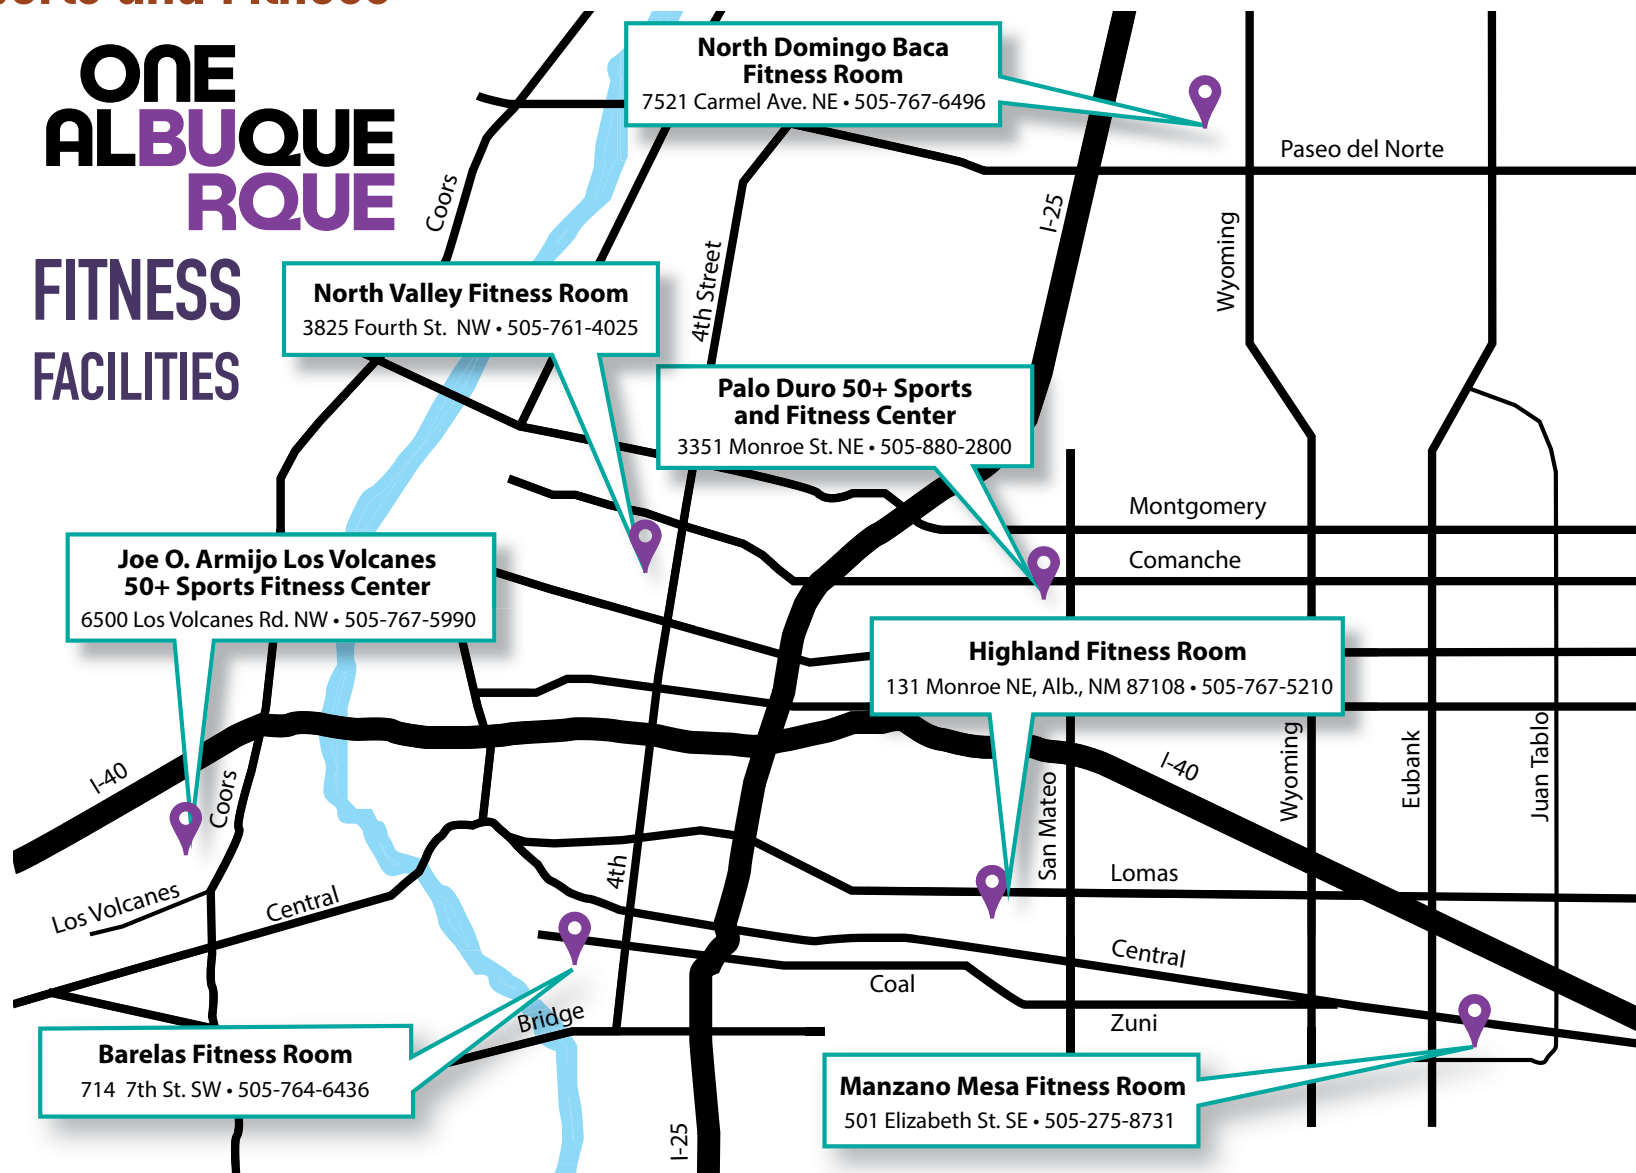 and Fitness
ONE
ALBUQUE
RQUE
FITNESS
FACILITIES
North Domingo Baca
Fitness Room
7521 Carmel Ave. NE • 505-767-6496
Paseo del Norte
Coors
I-25
Wyoming
4th Street
North Valley Fitness Room
3825 Fourth St. NW • 505-761-4025
Palo Duro 50+ Sports
and Fitness Center
3351 Monroe St. NE • 505-880-2800
Montgomery
Comanche
Joe O. Armijo Los Volcanes
50+ Sports Fitness Center
6500 Los Volcanes Rd. NW • 505-767-5990
Highland Fitness Room
131 Monroe NE, Alb., NM 87108 • 505-767-5210
I-40
Coors
I-40
San Mateo
Wyoming
Eubank
Juan Tablo
4th
Lomas
Los Volcanes
Central
Central
Coal
Bridge
Zuni
Barelas Fitness Room
714 7th St. SW • 505-764-6436
Manzano Mesa Fitness Room
501 Elizabeth St. SE • 505-275-8731
I-25